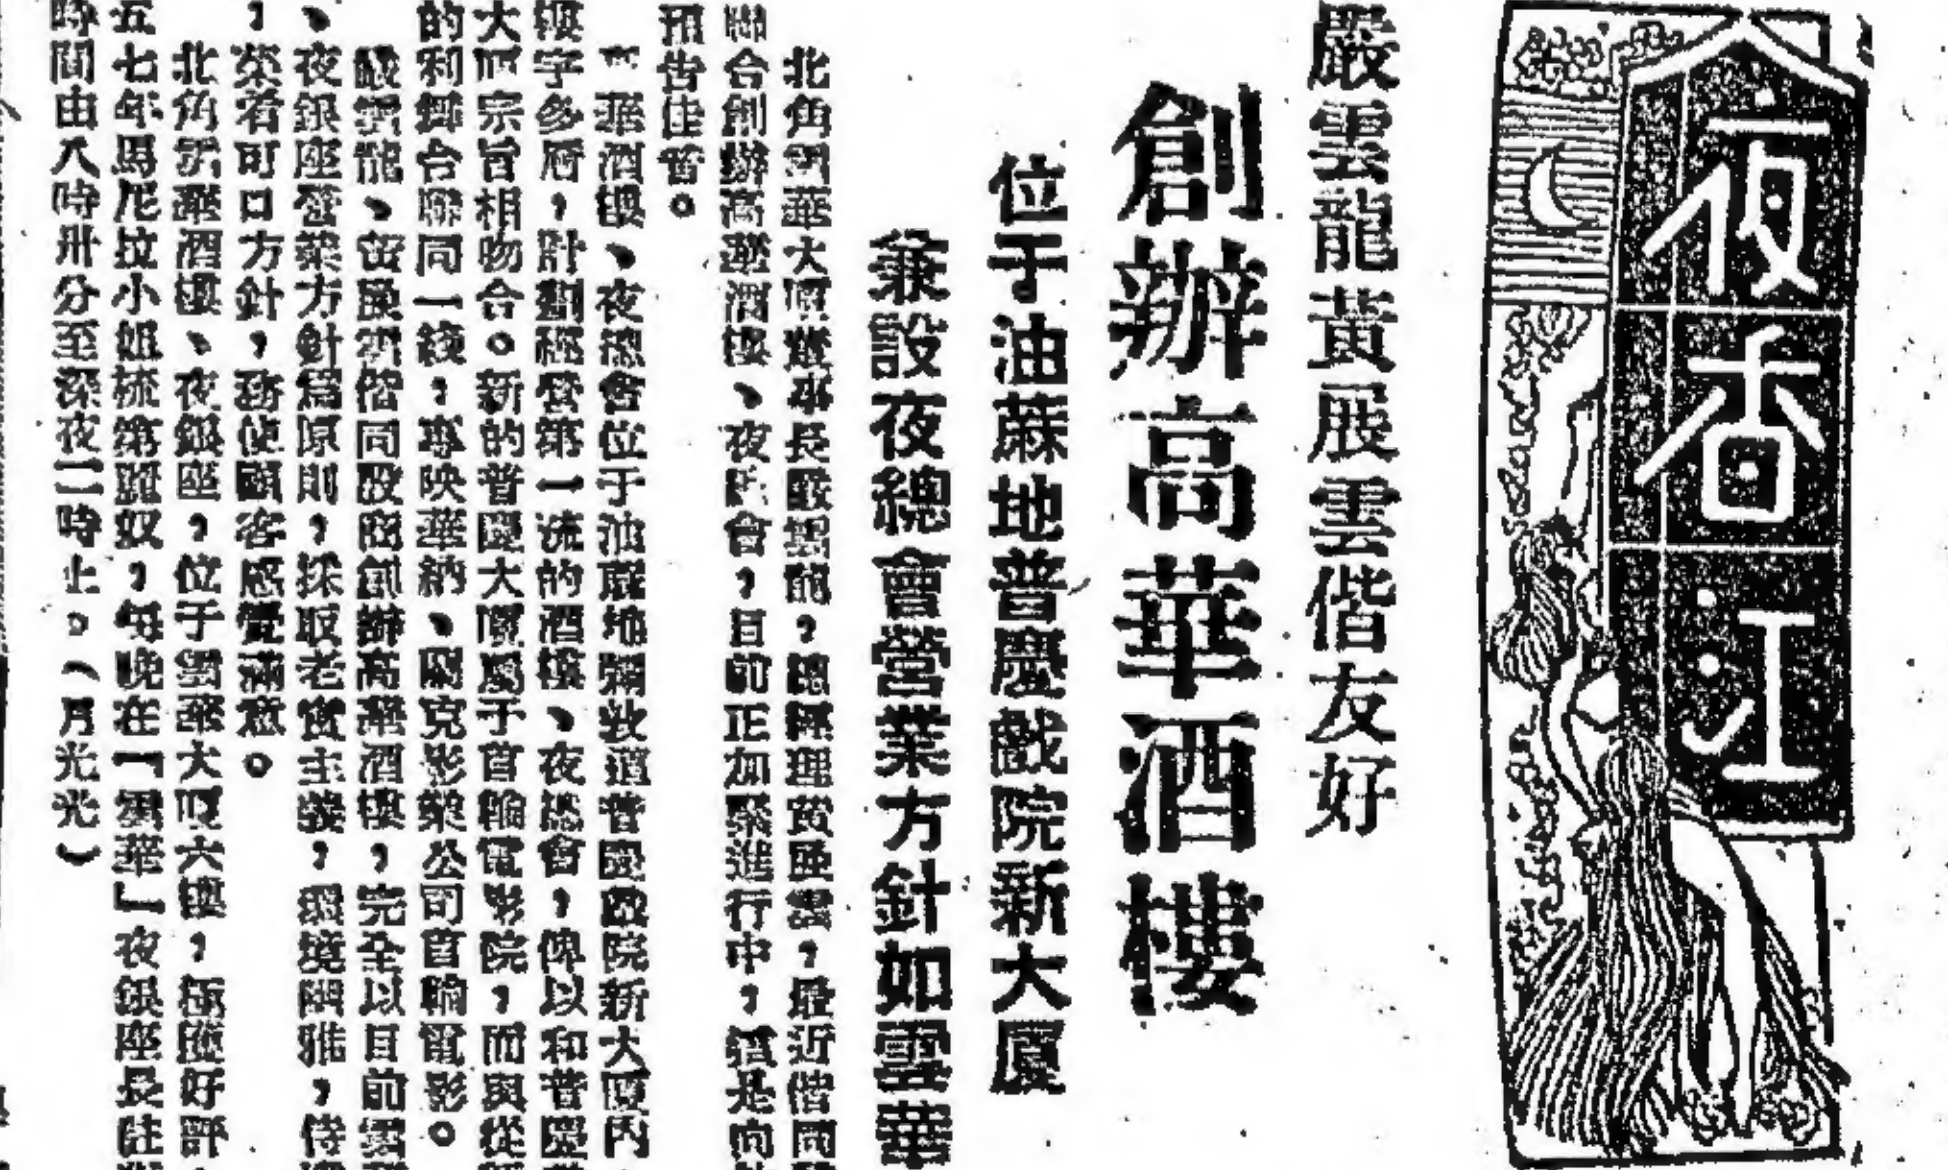 夜香江
嚴雲龍黃展雲偕友好
創辦高華酒樓
位于油蔴地普慶戲院新大廈
兼設夜總會營業方針如雲華
北角雲華大廈董事長嚴雲龍，總經理黃展雲，最近偕同
聯合創辦高華酒樓、夜總會，目前正加緊進行中，這是向
預告佳音。
高華酒樓、夜總會位于油蔴地彌敦道普慶戲院新大廈內，
樓字多層，計劃經營第一流的酒樓、夜總會，俾以和普慶
大廈宗旨相吻合。新的普慶大廈屬于首輪電影院，而與從
的利舞台聯同一線，專映華納、霍克影業公司首輪電影。
嚴雲龍、黃展雲偕同股商創辦高華酒樓，完全以目前雲華
、夜銀座營業方針為原則，採取老實主義，環境幽雅，侍
，菜肴可口方針，務使顧客感覺滿意。
北角雲華酒樓、夜銀座，位于雲華大廈六樓，極匯好評，
五七年馬尼拉小姐梳第羅奴，每晚在「雲華」夜銀座長駐
時間由八時卅分至深夜二時止。（月光光）